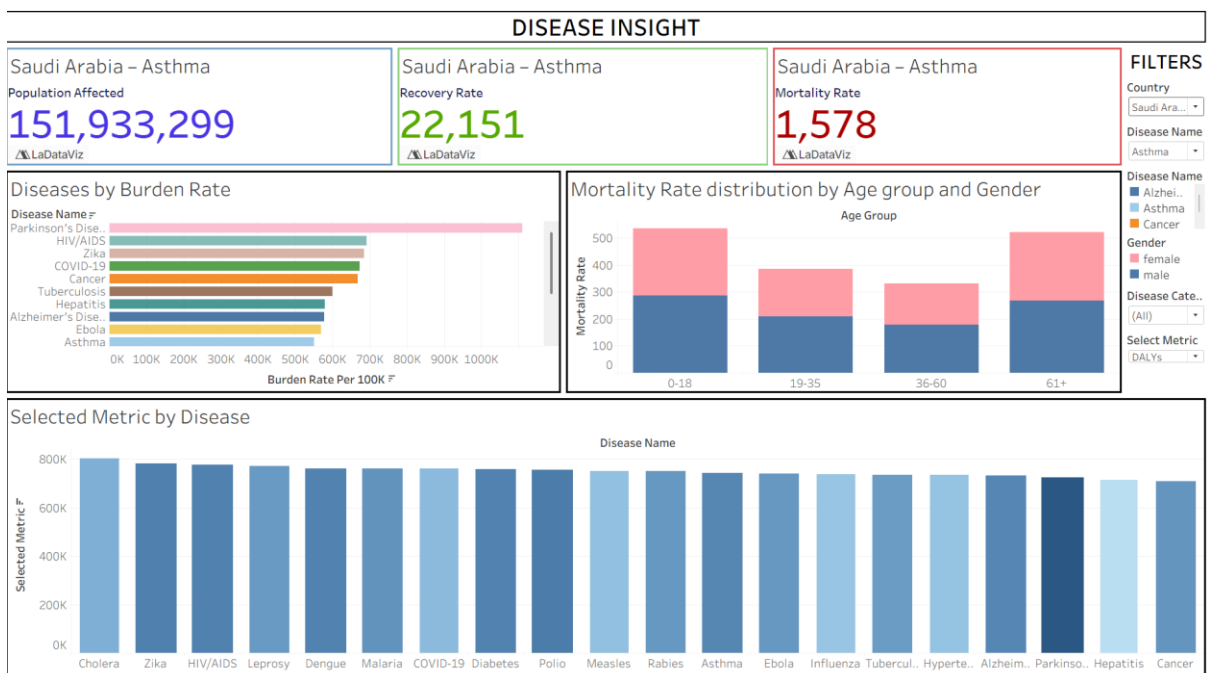 DISEASE INSIGHT
Saudi Arabia – Asthma
Population Affected
151,933,299
LaDataViz
Saudi Arabia – Asthma
Recovery Rate
22,151
LaDataViz
Saudi Arabia – Asthma
Mortality Rate
1,578
LaDataViz
FILTERS
Country
Saudi Ara...
Disease Name
Asthma
Disease Name
Alzhei..
Asthma
Cancer
Gender
female
male
Disease Cate..
(All)
Select Metric
DALYs
Diseases by Burden Rate
Disease Name
Parkinson's Dise..
HIV/AIDS
Zika
COVID-19
Cancer
Tuberculosis
Hepatitis
Alzheimer's Dise..
Ebola
Asthma
0K 100K 200K 300K 400K 500K 600K 700K 800K 900K 1000K
Burden Rate Per 100K
Mortality Rate distribution by Age group and Gender
Age Group
Mortality Rate
500
400
300
200
100
0
0-18 19-35 36-60 61+
Selected Metric by Disease
Disease Name
Selected Metric
800K
600K
400K
200K
0K
Cholera Zika HIV/AIDS Leprosy Dengue Malaria COVID-19 Diabetes Polio Measles Rabies Asthma Ebola Influenza Tubercul.. Hyperte.. Alzheim.. Parkinso.. Hepatitis Cancer